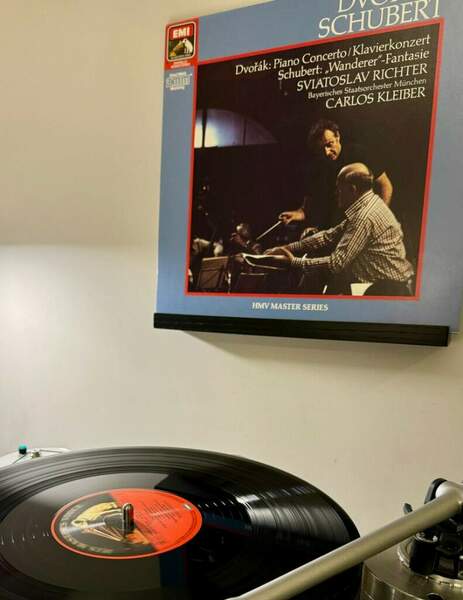 DVOŘ
SCHUBERT
EMI
Dvořák: Piano Concerto/Klavierkonzert
Schubert: „Wanderer"-Fantasie
SVIATOSLAV RICHTER
Bayerisches Staatsorchester München
CARLOS KLEIBER
HMV MASTER SERIES